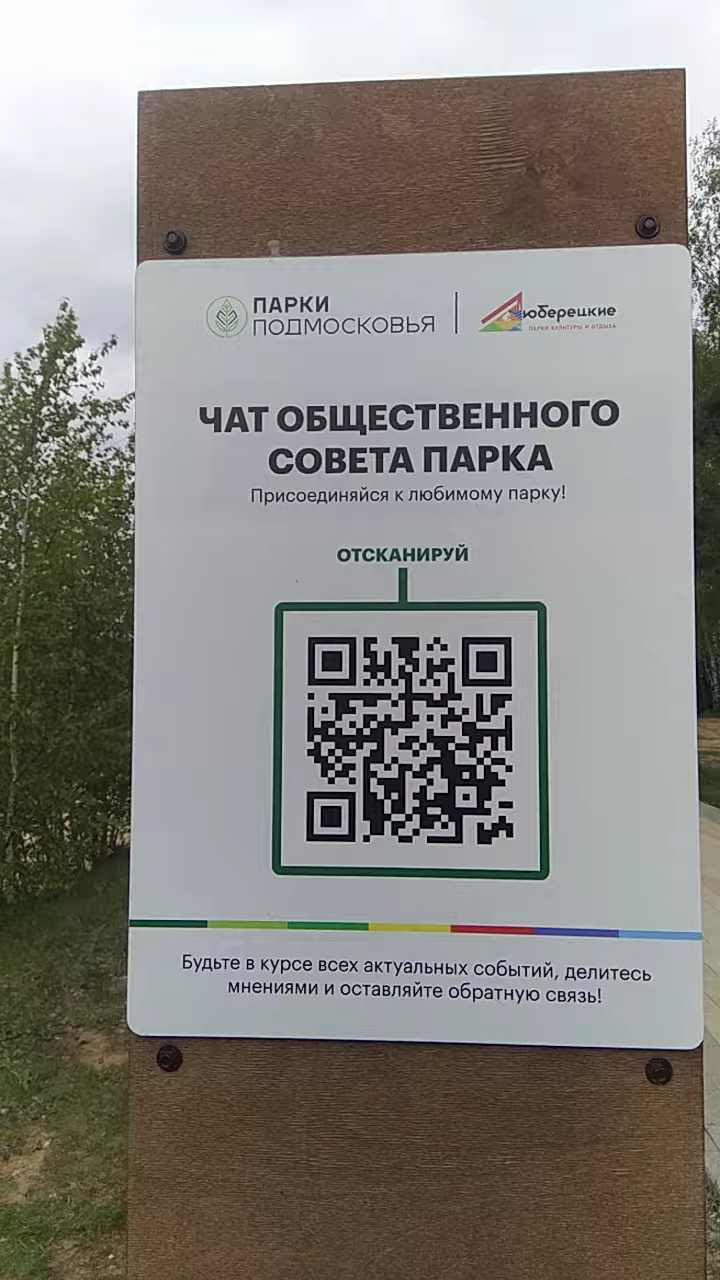 ПАРКИ
ПОДМОСКОВЬЯ
Люберецкие
ПАРКИ КУЛЬТУРЫ И ОТДЫХА
ЧАТ ОБЩЕСТВЕННОГО
СОВЕТА ПАРКА
Присоединяйся к любимому парку!
ОТСКАНИРУЙ
Будьте в курсе всех актуальных событий, делитесь
мнениями и оставляйте обратную связь!